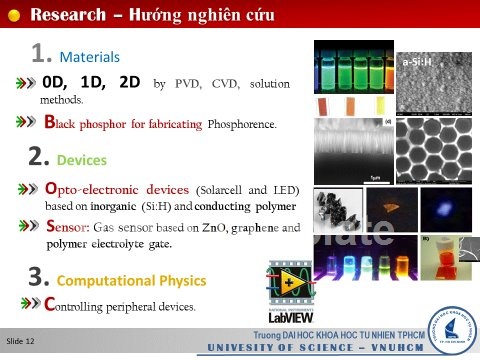 Research – Hướng nghiên cứu
1. Materials
0D, 1D, 2D by PVD, CVD, solution
methods.
Black phosphor for fabricating Phosphorence.
2. Devices
Opto-electronic devices (Solarcell and LED)
based on inorganic (Si:H) and conducting polymer
Sensor: Gas sensor based on ZnO, graphene and
polymer electrolyte gate.
3. Computational Physics
Controlling peripheral devices.
a-Si:H
(d)
5μm
NATIONAL INSTRUMENTS
LabVIEW
Slide 12
Truong DAI HOC KHOA HOC TU NHIEN TPHCM
UNIVESITY OF SCIENCE – VNUHCM